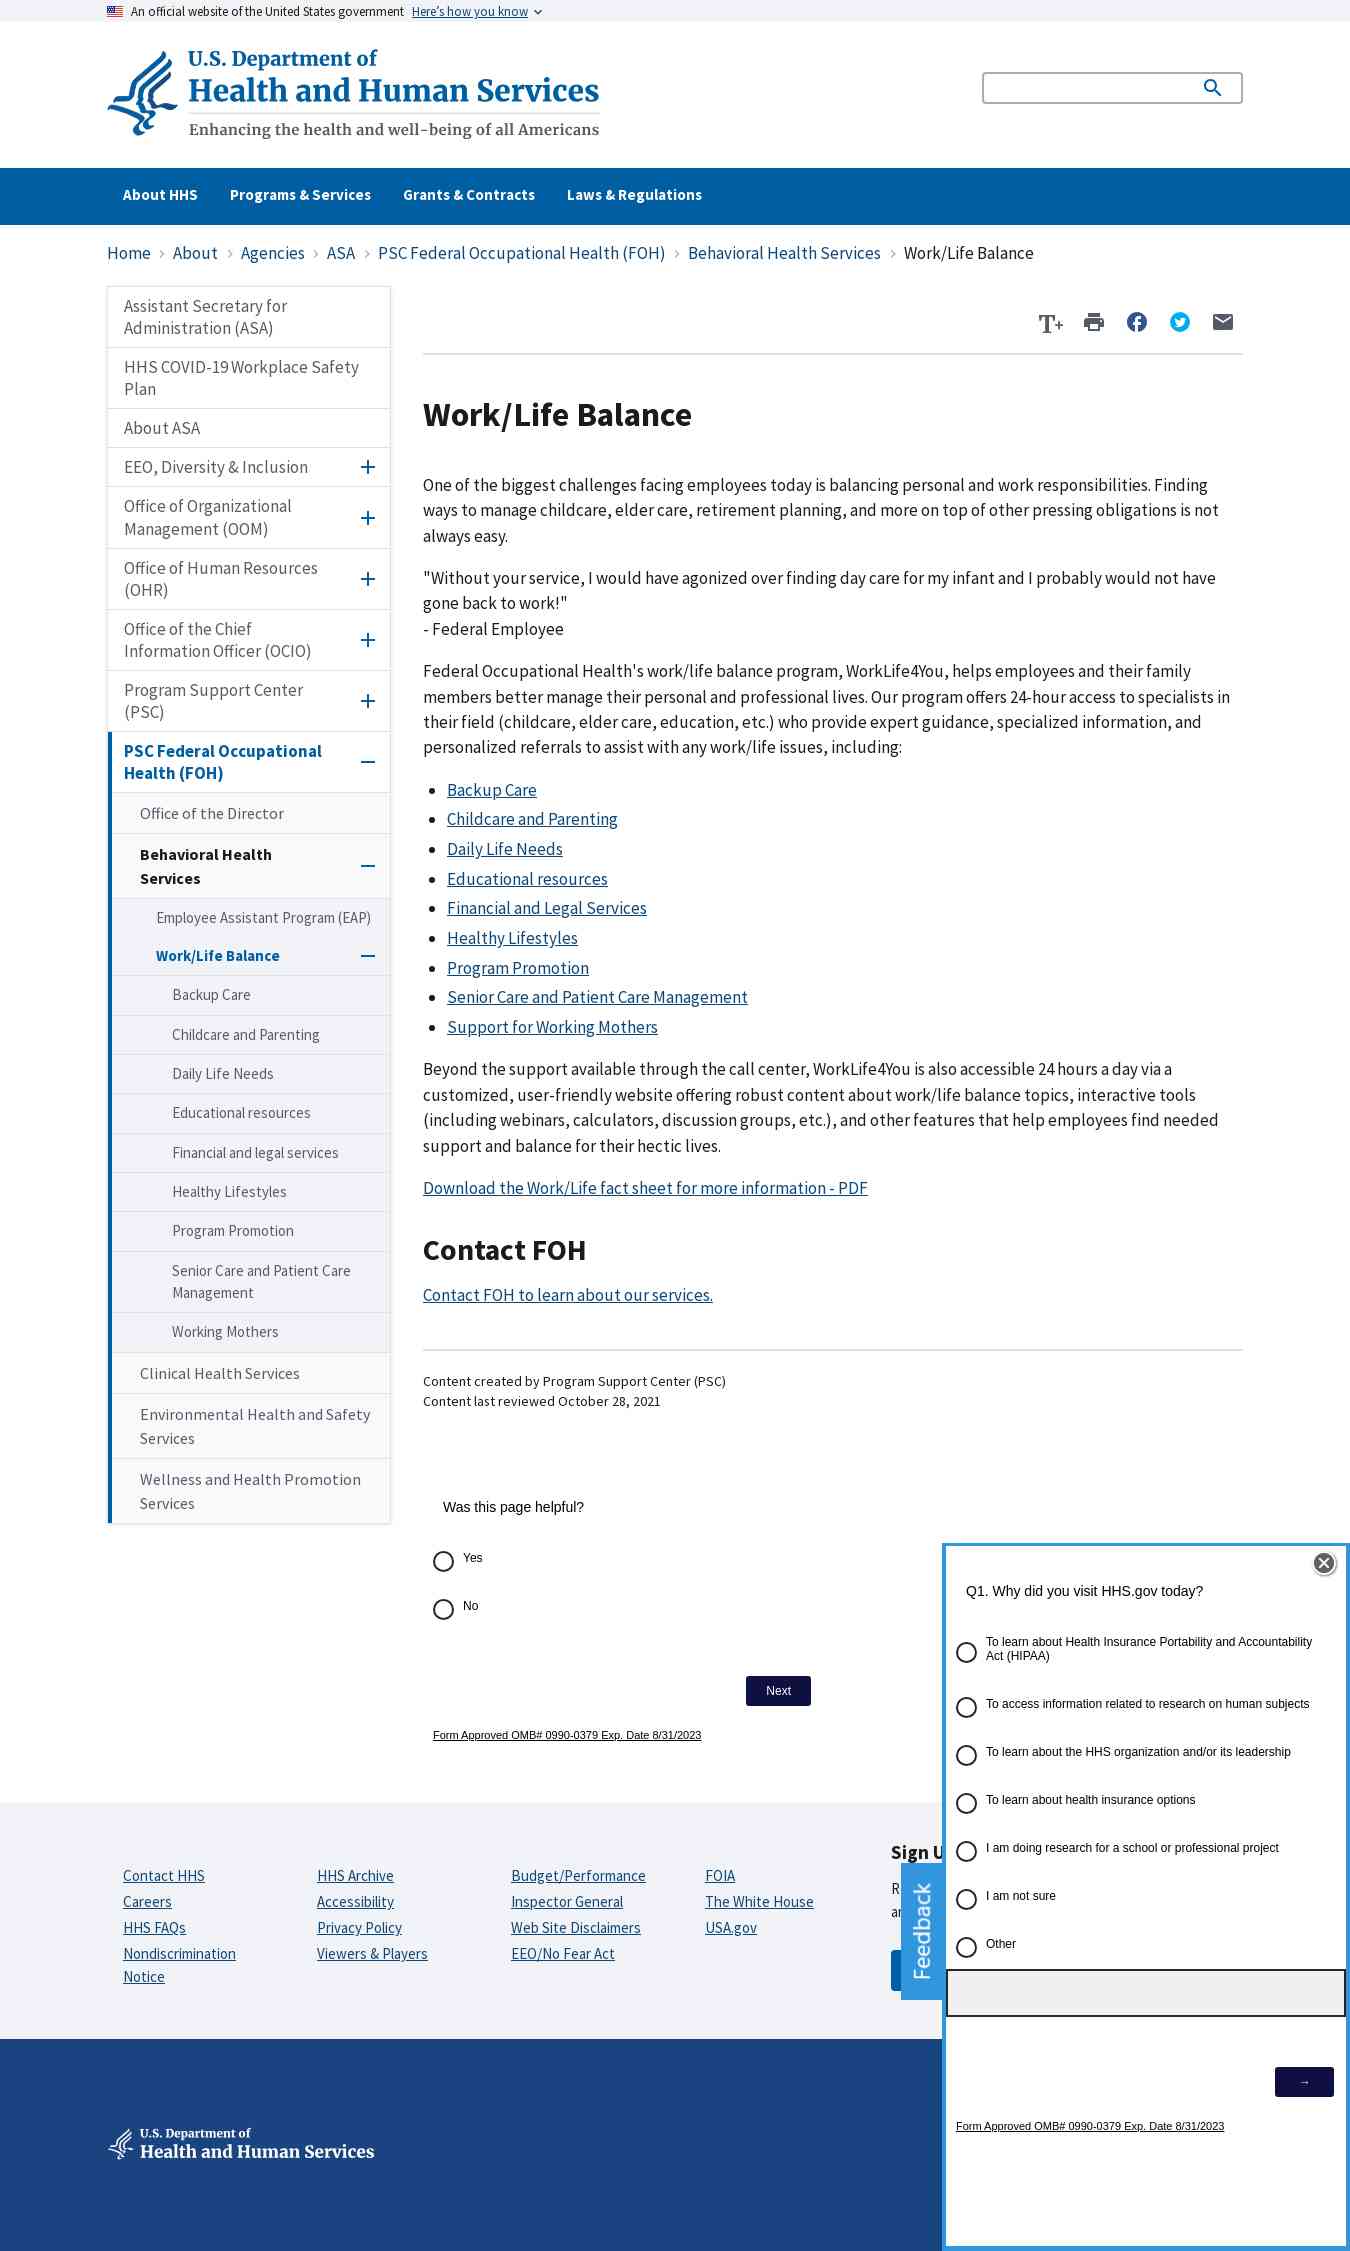 An official website of the United States government Here's how you know
U.S. Department of
Health and Human Services
Enhancing the health and well-being of all Americans
About HHS
Programs & Services
Grants & Contracts
Laws & Regulations
Home > About > Agencies > ASA > PSC Federal Occupational Health (FOH) > Behavioral Health Services > Work/Life Balance
Assistant Secretary for
Administration (ASA)
HHS COVID-19 Workplace Safety
Plan
About ASA
EEO, Diversity & Inclusion
Office of Organizational
Management (OOM)
Office of Human Resources
(OHR)
Office of the Chief
Information Officer (OCIO)
Program Support Center
(PSC)
PSC Federal Occupational
Health (FOH)
Office of the Director
Behavioral Health
Services
Employee Assistant Program (EAP)
Work/Life Balance
Backup Care
Childcare and Parenting
Daily Life Needs
Educational resources
Financial and legal services
Healthy Lifestyles
Program Promotion
Senior Care and Patient Care
Management
Working Mothers
Clinical Health Services
Environmental Health and Safety
Services
Wellness and Health Promotion
Services
T+
Work/Life Balance
One of the biggest challenges facing employees today is balancing personal and work responsibilities. Finding
ways to manage childcare, elder care, retirement planning, and more on top of other pressing obligations is not
always easy.
"Without your service, I would have agonized over finding day care for my infant and I probably would not have
gone back to work!"
- Federal Employee
Federal Occupational Health's work/life balance program, WorkLife4You, helps employees and their family
members better manage their personal and professional lives. Our program offers 24-hour access to specialists in
their field (childcare, elder care, education, etc.) who provide expert guidance, specialized information, and
personalized referrals to assist with any work/life issues, including:
Backup Care
Childcare and Parenting
Daily Life Needs
Educational resources
Financial and Legal Services
Healthy Lifestyles
Program Promotion
Senior Care and Patient Care Management
Support for Working Mothers
Beyond the support available through the call center, WorkLife4You is also accessible 24 hours a day via a
customized, user-friendly website offering robust content about work/life balance topics, interactive tools
(including webinars, calculators, discussion groups, etc.), and other features that help employees find needed
support and balance for their hectic lives.
Download the Work/Life fact sheet for more information - PDF
Contact FOH
Contact FOH to learn about our services.
Content created by Program Support Center (PSC)
Content last reviewed October 28, 2021
Was this page helpful?
Yes
No
Next
Form Approved OMB# 0990-0379 Exp. Date 8/31/2023
Q1. Why did you visit HHS.gov today?
To learn about Health Insurance Portability and Accountability
Act (HIPAA)
To access information related to research on human subjects
To learn about the HHS organization and/or its leadership
To learn about health insurance options
I am doing research for a school or professional project
I am not sure
Other
→
Form Approved OMB# 0990-0379 Exp. Date 8/31/2023
Feedback
Contact HHS
Careers
HHS FAQs
Nondiscrimination
Notice
HHS Archive
Accessibility
Privacy Policy
Viewers & Players
Budget/Performance
Inspector General
Web Site Disclaimers
EEO/No Fear Act
FOIA
The White House
USA.gov
Sign
U.S. Department of
Health and Human Services